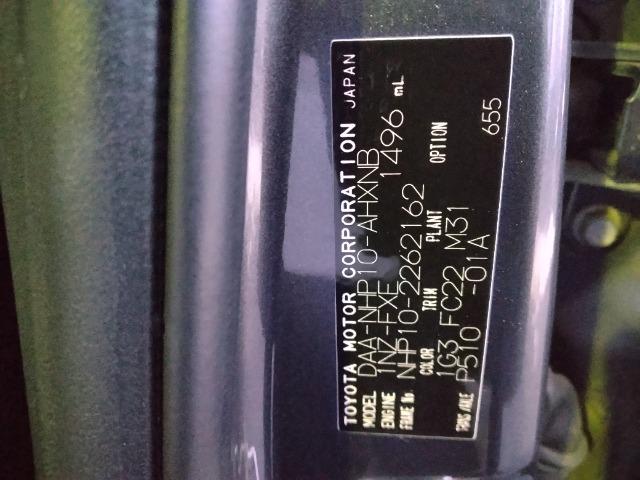 TOYOTA MOTOR CORPORATION JAPAN
MODEL DAA-NHP10-AHXNB
ENGINE 1NZ-FXE 1496 mL
FRAME No. NHP10-2262162
COLOR TRIM PLANT OPTION
1G3 FC22 M31
TRANS AXLE P510 -01A 655